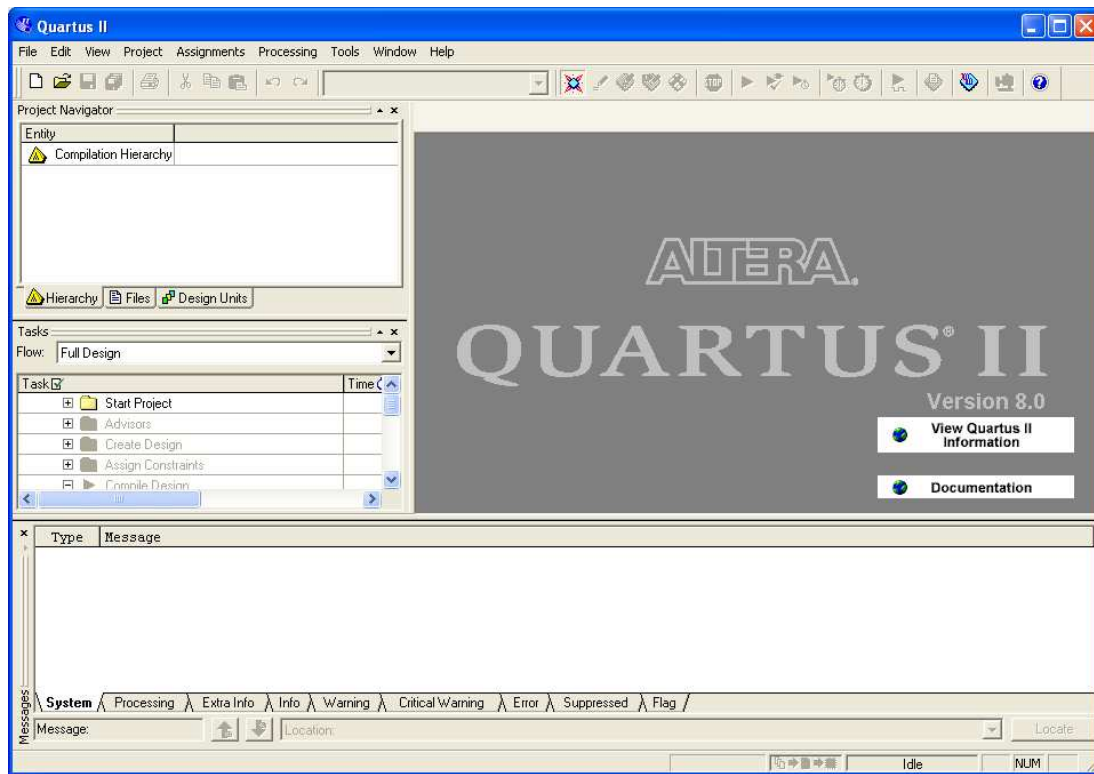 Quartus II
File Edit View Project Assignments Processing Tools Window Help
Project Navigator
Entity
Compilation Hierarchy
Hierarchy Files Design Units
Tasks
Flow: Full Design
Task Time
Start Project
Advisors
Create Design
Assign Constraints
Compile Design
ALTERA.
QUARTUS® II
Version 8.0
View Quartus II
Information
Documentation
Type Message
System Processing Extra Info Info Warning Critical Warning Error Suppressed Flag
Messages
Message: Location: Locate
Idle NUM